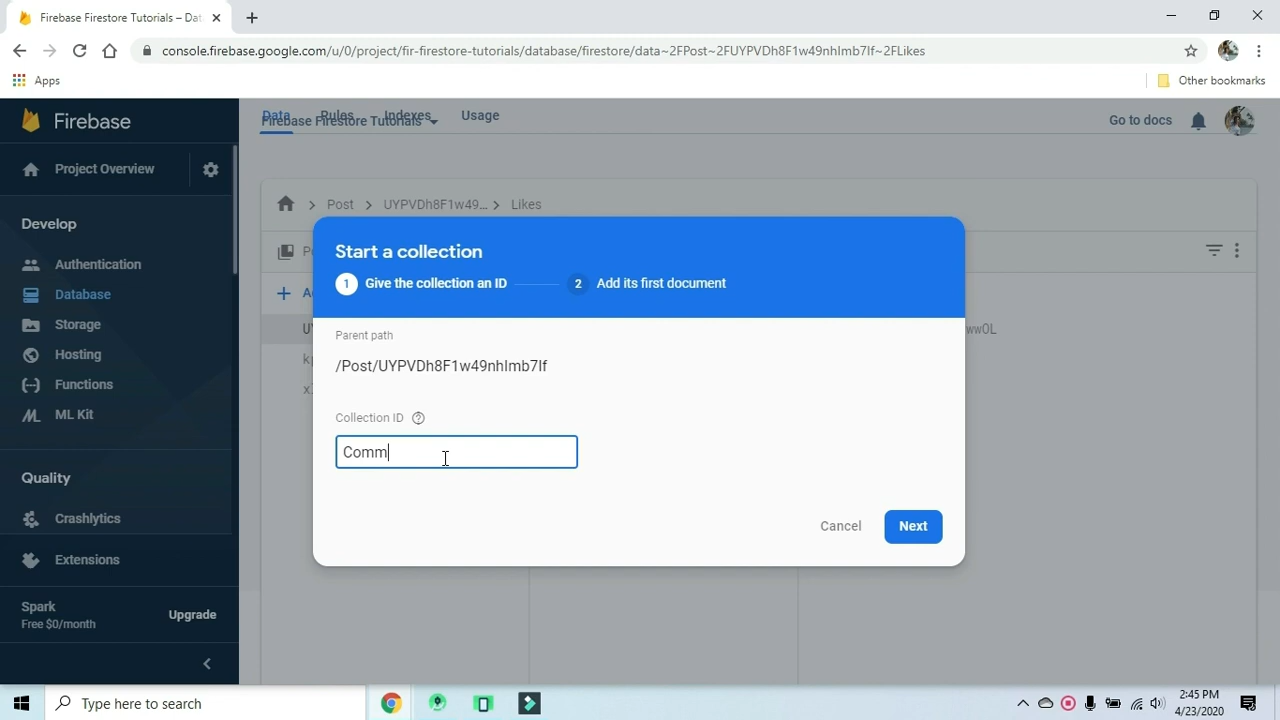 Firebase Firestore Tutorials – Dat
console.firebase.google.com/u/0/project/fir-firestore-tutorials/database/firestore/data~2FPost~2FUYPVDh8F1w49nhImb7If~2FLikes
Apps
Other bookmarks
Firebase
Data Rules Indexes Usage
Firebase Firestore Tutorials
Go to docs
Project Overview
Develop
Post
UYPVDh8F1w49...
Likes
Start a collection
1 Give the collection an ID
2 Add its first document
Authentication
Database
Storage
Hosting
Functions
ML Kit
Parent path
/Post/UYPVDh8F1w49nhImb7If
Collection ID
Comm
Cancel
Next
wwOL
Quality
Crashlytics
Extensions
Spark
Free $0/month
Upgrade
Type here to search
2:45 PM
4/23/2020